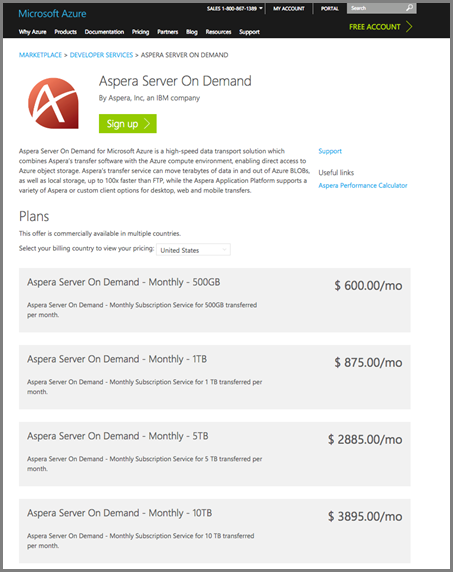 Microsoft Azure
SALES 1-800-867-1389
MY ACCOUNT
PORTAL
Search
Why Azure Products Documentation Pricing Partners Blog Resources Support
FREE ACCOUNT
MARKETPLACE > DEVELOPER SERVICES > ASPERA SERVER ON DEMAND
Aspera Server On Demand
By Aspera, Inc, an IBM company
Sign up
Aspera Server On Demand for Microsoft Azure is a high-speed data transport solution which
combines Aspera's transfer software with the Azure compute environment, enabling direct access to
Azure object storage. Aspera's transfer service can move terabytes of data in and out of Azure BLOBs,
as well as local storage, up to 100x faster than FTP, while the Aspera Application Platform supports a
variety of Aspera or custom client options for desktop, web and mobile transfers.
Support
Useful links
Aspera Performance Calculator
Plans
This offer is commercially available in multiple countries.
Select your billing country to view your pricing: United States
Aspera Server On Demand - Monthly - 500GB
$ 600.00/mo
Aspera Server On Demand - Monthly Subscription Service for 500GB transferred
per month.
Aspera Server On Demand - Monthly - 1TB
$ 875.00/mo
Aspera Server On Demand - Monthly Subscription Service for 1 TB transferred per
month.
Aspera Server On Demand - Monthly - 5TB
$ 2885.00/mo
Aspera Server On Demand - Monthly Subscription Service for 5 TB transferred per
month.
Aspera Server On Demand - Monthly - 10TB
$ 3895.00/mo
Aspera Server On Demand - Monthly Subscription Service for 10 TB transferred per
month.